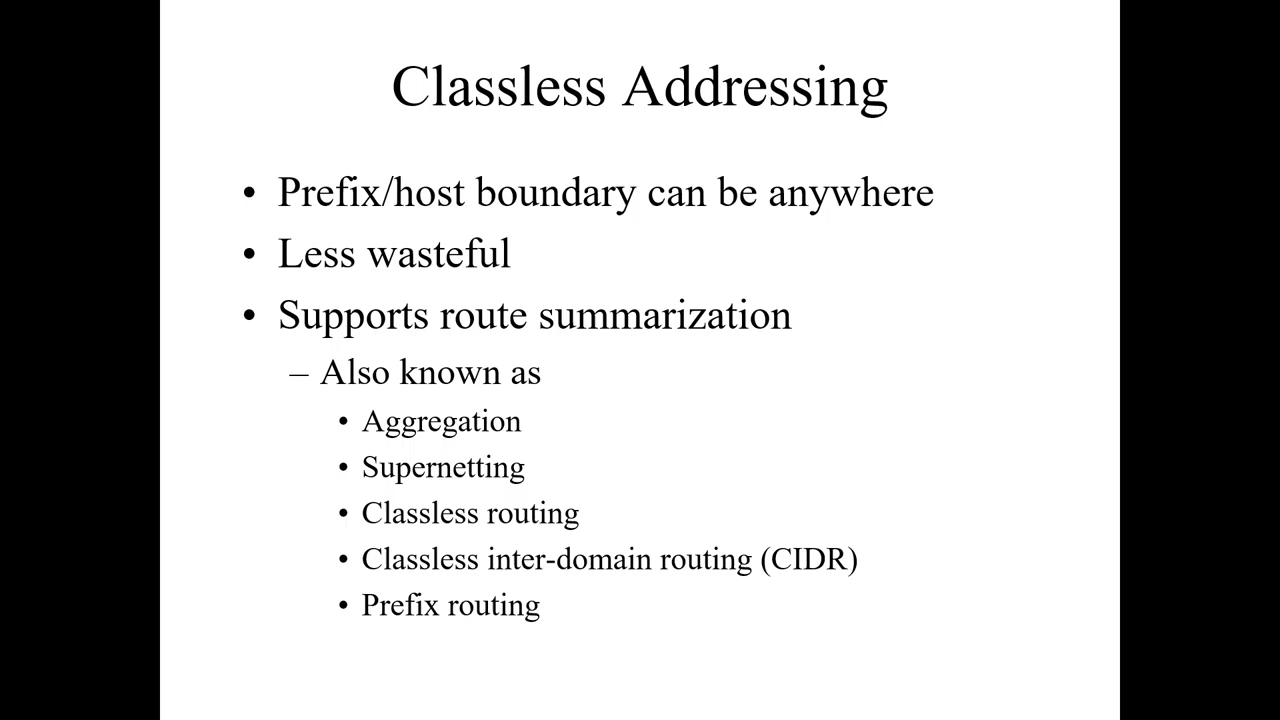 Classless Addressing
• Prefix/host boundary can be anywhere
• Less wasteful
• Supports route summarization
– Also known as
• Aggregation
• Supernetting
• Classless routing
• Classless inter-domain routing (CIDR)
• Prefix routing